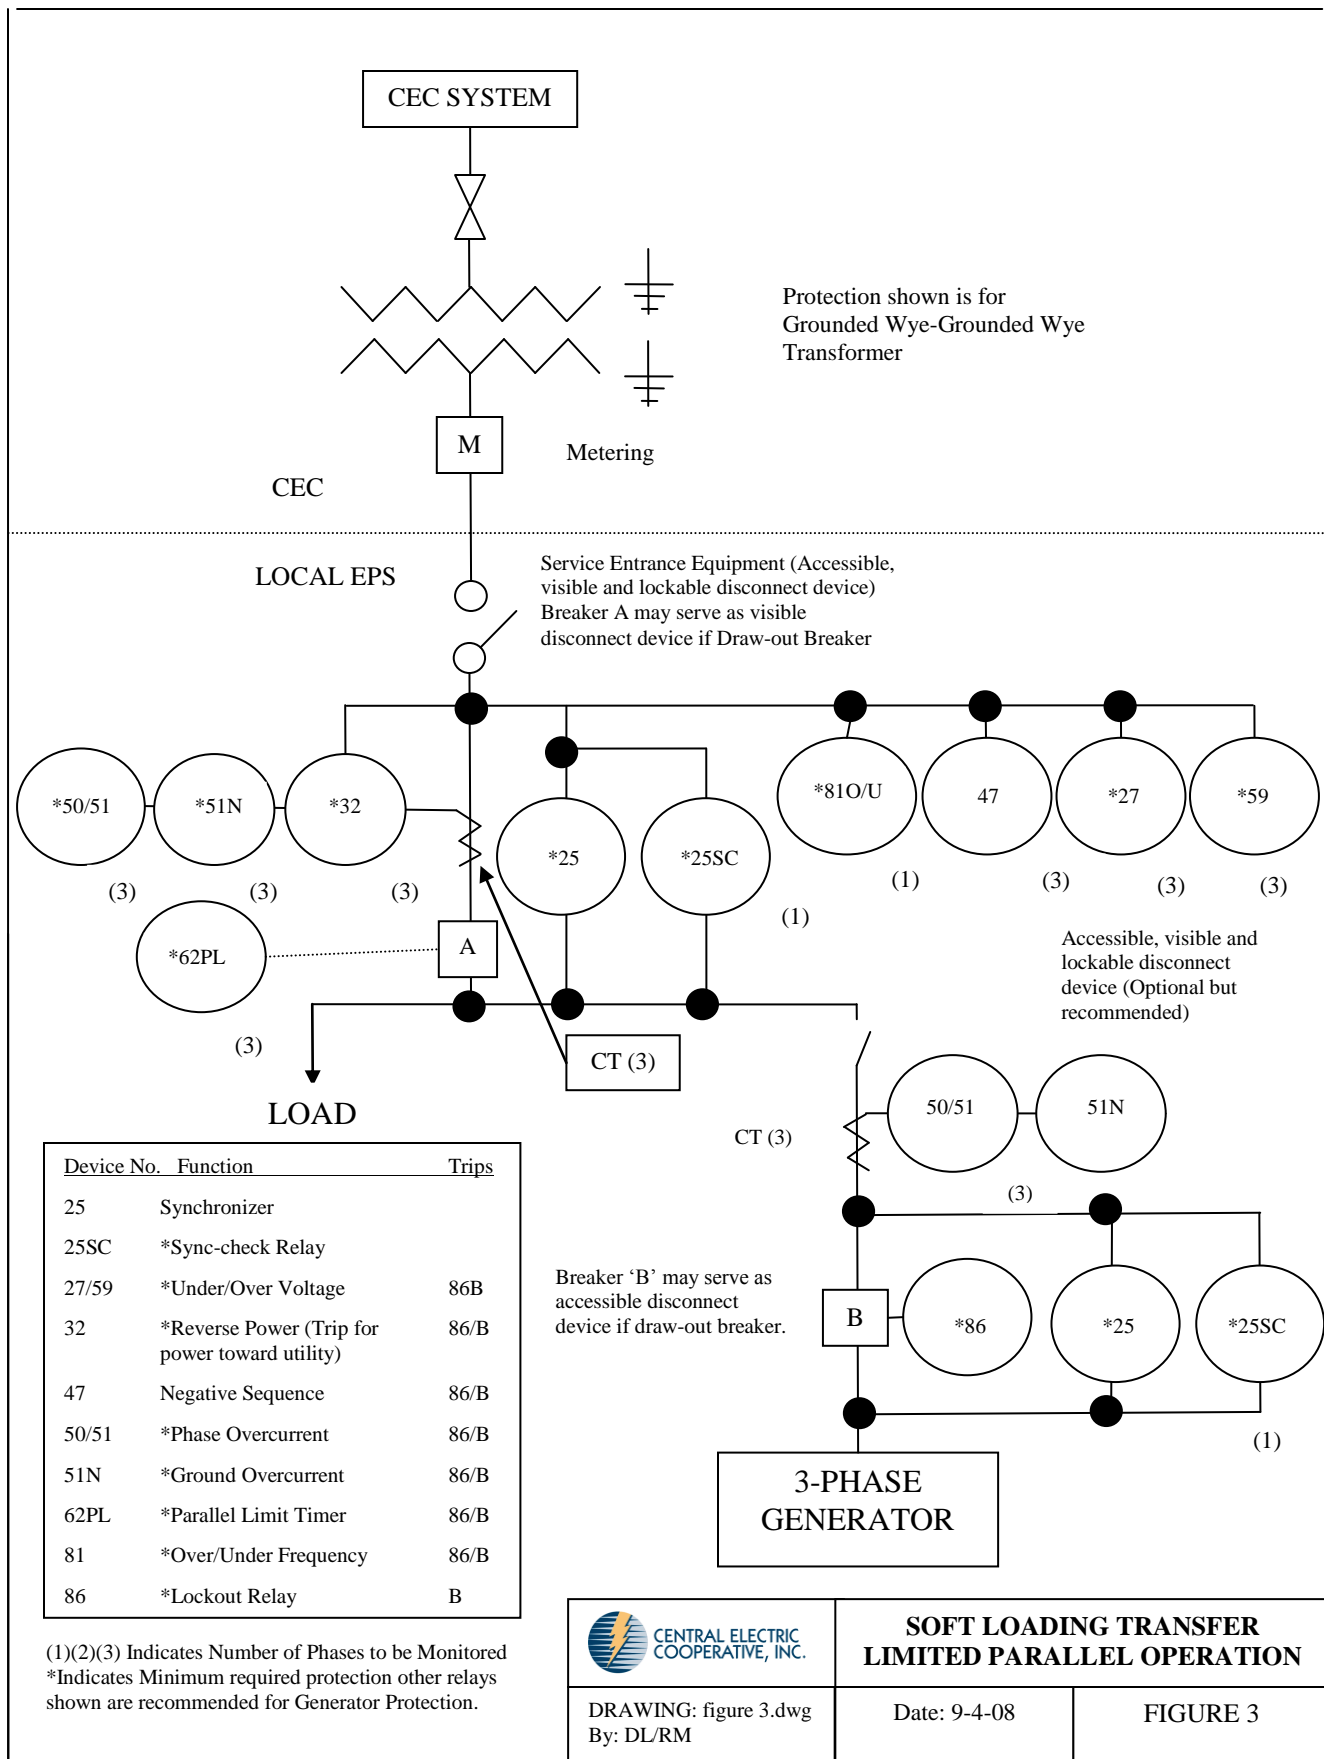 CEC SYSTEM
Protection shown is for
Grounded Wye-Grounded Wye
Transformer
M
Metering
CEC
LOCAL EPS
Service Entrance Equipment (Accessible,
visible and lockable disconnect device)
Breaker A may serve as visible
disconnect device if Draw-out Breaker
*50/51
*51N
*32
*25
*25SC
*81O/U
47
*27
*59
(3)
(3)
(3)
(1)
(1)
(3)
(3)
(3)
*62PL
A
(3)
Accessible, visible and
lockable disconnect
device (Optional but
recommended)
CT (3)
LOAD
CT (3)
50/51
51N
(3)
Device No. Function Trips
25 Synchronizer
25SC *Sync-check Relay
27/59 *Under/Over Voltage 86B
32 *Reverse Power (Trip for 86/B
power toward utility)
47 Negative Sequence 86/B
50/51 *Phase Overcurrent 86/B
51N *Ground Overcurrent 86/B
62PL *Parallel Limit Timer 86/B
81 *Over/Under Frequency 86/B
86 *Lockout Relay B
Breaker ‘B’ may serve as
accessible disconnect
device if draw-out breaker.
B
*86
*25
*25SC
(1)
3-PHASE
GENERATOR
(1)(2)(3) Indicates Number of Phases to be Monitored
*Indicates Minimum required protection other relays
shown are recommended for Generator Protection.
CENTRAL ELECTRIC
COOPERATIVE, INC.
SOFT LOADING TRANSFER
LIMITED PARALLEL OPERATION
DRAWING: figure 3.dwg
By: DL/RM
Date: 9-4-08
FIGURE 3